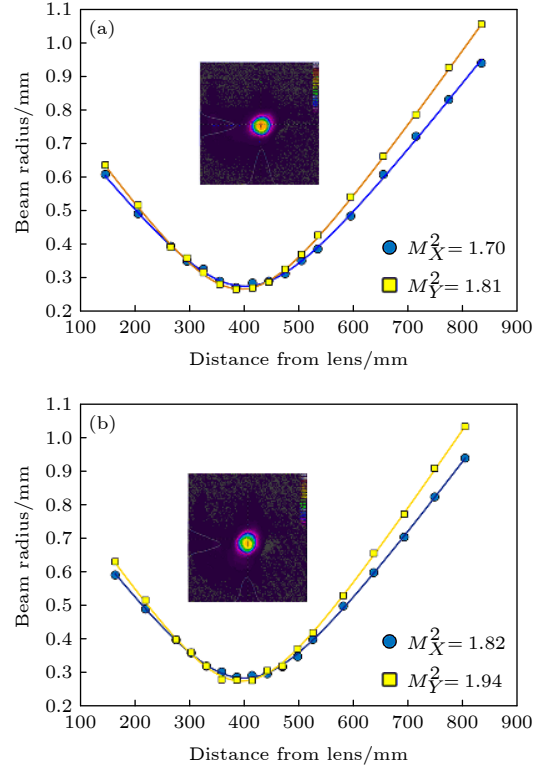 (a)
1.1
1.0
0.9
0.8
0.7
0.6
0.5
0.4
0.3
0.2
Beam radius/mm
M²X = 1.70
M²Y = 1.81
100 200 300 400 500 600 700 800 900
Distance from lens/mm
(b)
1.1
1.0
0.9
0.8
0.7
0.6
0.5
0.4
0.3
0.2
Beam radius/mm
M²X = 1.82
M²Y = 1.94
100 200 300 400 500 600 700 800 900
Distance from lens/mm